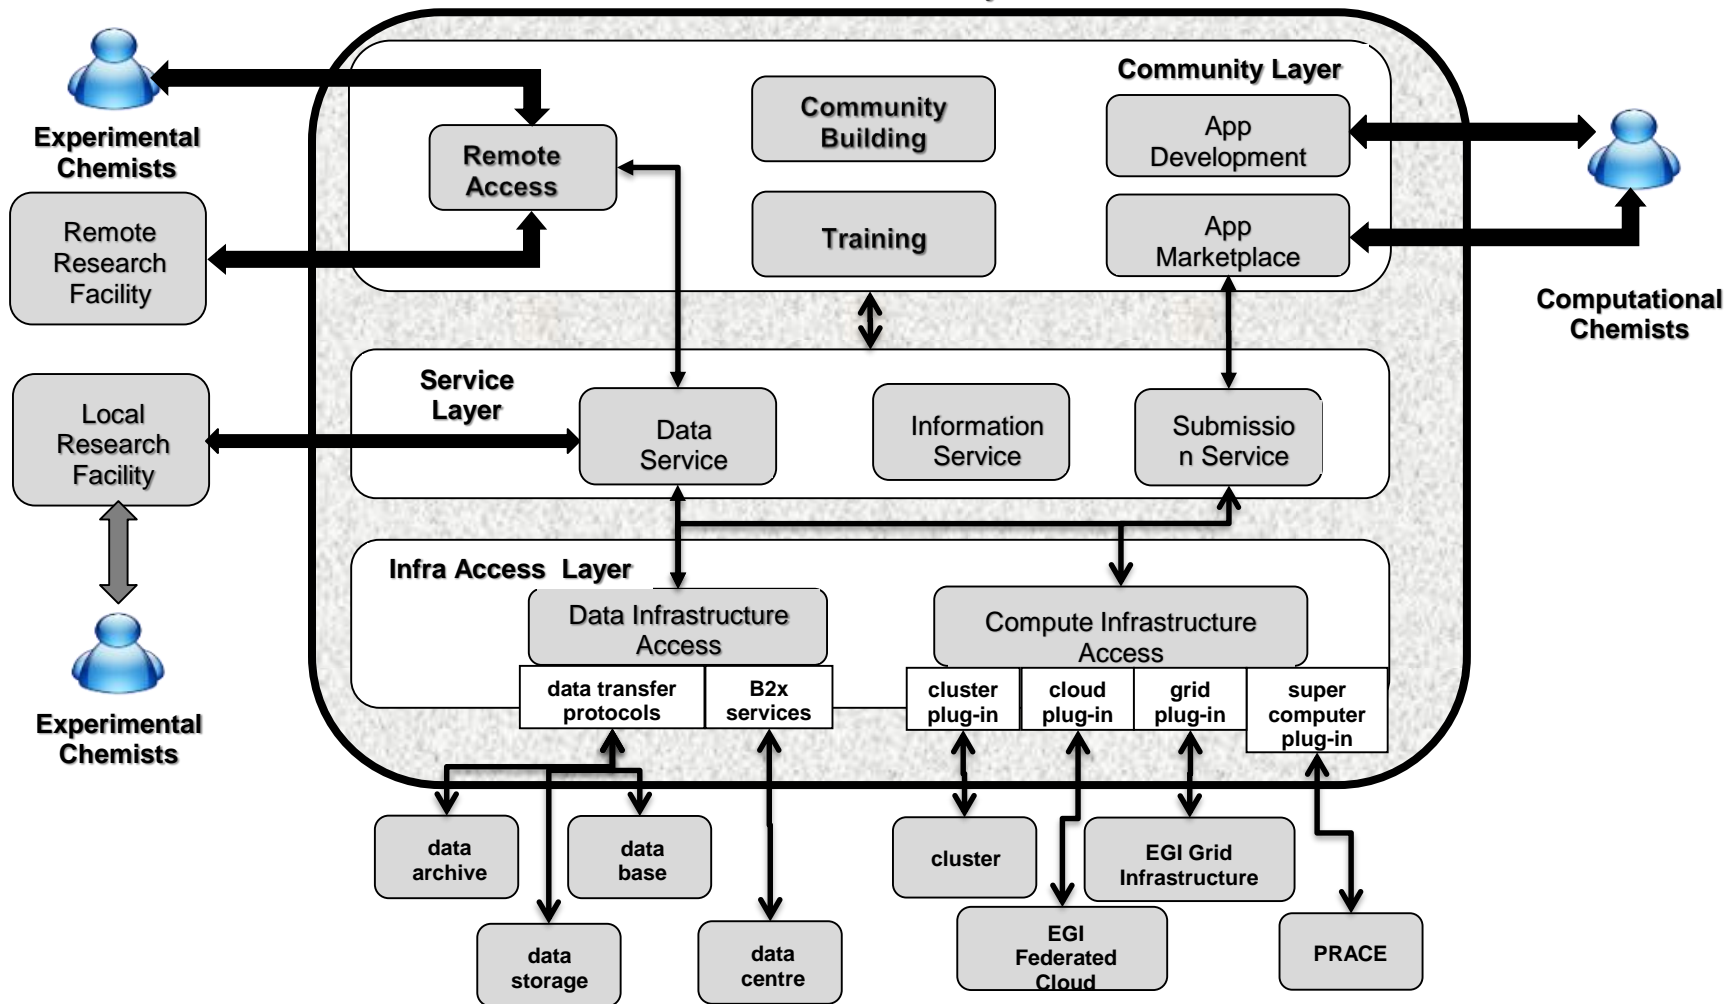 Community Layer
Experimental
Chemists
Remote
Access
Community
Building
App
Development
Remote
Research
Facility
Training
App
Marketplace
Computational
Chemists
Service
Layer
Local
Research
Facility
Data
Service
Information
Service
Submissio
n Service
Infra Access Layer
Data Infrastructure
Access
Compute Infrastructure
Access
data transfer
protocols
B2x
services
cluster
plug-in
cloud
plug-in
grid
plug-in
super
computer
plug-in
Experimental
Chemists
data
archive
data
base
cluster
EGI Grid
Infrastructure
data
storage
data
centre
EGI
Federated
Cloud
PRACE